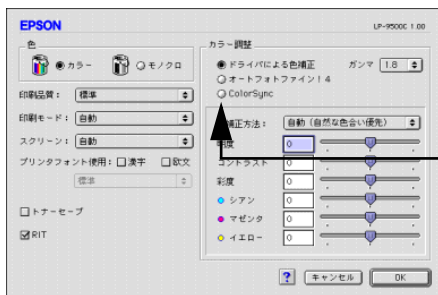 EPSON
LP-9500C 1.00
色
カラー
モノクロ
印刷品質：
標準
印刷モード：
自動
スクリーン：
自動
プリンタフォント使用：
漢字
欧文
標準
トナーセーブ
RIT
カラー調整
ドライバによる色補正
ガンマ
1.8
オートフォトファイン！4
ColorSync
補正方法：
自動（自然な色合い優先）
明度
0
コントラスト
0
彩度
0
シアン
0
マゼンタ
0
イエロー
0
?
キャンセル
OK